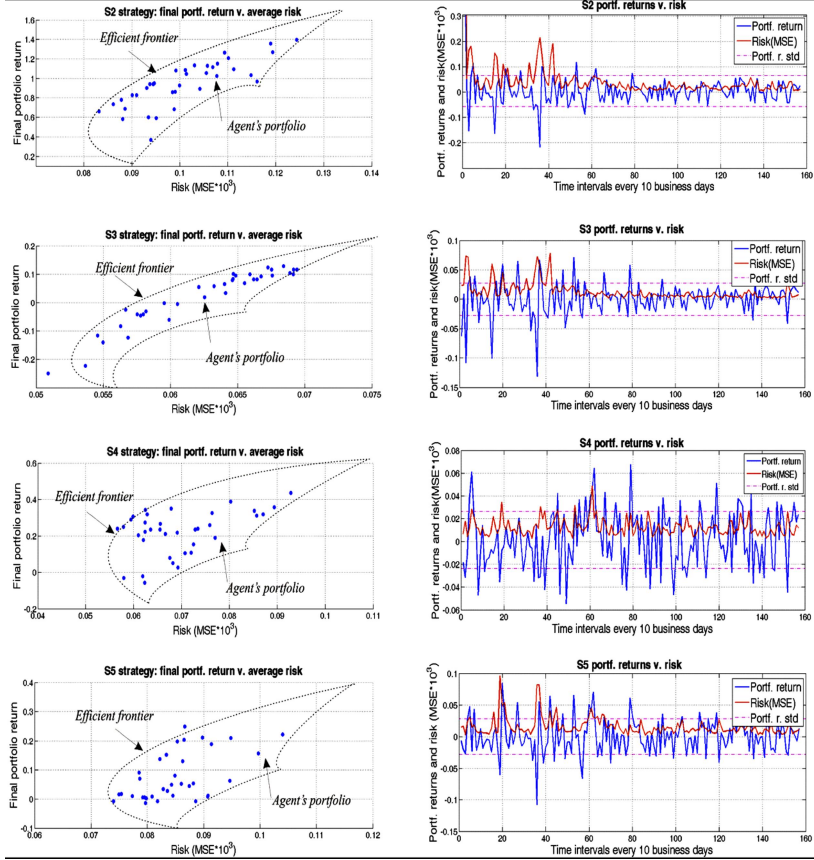 S2 strategy: final portf. return v. average risk
Efficient frontier
Agent's portfolio
Final portfolio return
1.6
1.4
1.2
1
0.8
0.6
0.4
0.2
0.08 0.09 0.1 0.11 0.12 0.13 0.14
Risk (MSE*10³)
S2 portf. returns v. risk
Portf. return
Risk(MSE)
Portf. r. std
Portf. returns and risk(MSE*10³)
0.3
0.2
0.1
0
-0.1
-0.2
0 20 40 60 80 100 120 140 160
Time intervals every 10 business days
S3 strategy: final portf. return v. average risk
Efficient frontier
Agent's portfolio
Final portfolio return
0.2
0.1
0
-0.1
-0.2
0.05 0.055 0.06 0.065 0.07 0.075
Risk (MSE*10³)
S3 portf. returns v. risk
Portf. return
Risk(MSE)
Portf. r. std
Portf. returns and risk(MSE*10³)
0.1
0.05
0
-0.05
-0.1
-0.15
0 20 40 60 80 100 120 140 160
Time intervals every 10 business days
S4 strategy: final portf. return v. average risk
Efficient frontier
Agent's portfolio
Final portfolio return
0.6
0.4
0.2
0
-0.2
0.04 0.05 0.06 0.07 0.08 0.09 0.1 0.11
Risk (MSE*10³)
S4 portf. returns v. risk
Portf. return
Risk(MSE)
Portf. r. std
Portf. returns and risk(MSE*10³)
0.08
0.06
0.04
0.02
0
-0.02
-0.04
-0.06
0 20 40 60 80 100 120 140 160
Time intervals every 10 business days
S5 strategy: final portf. return v. average risk
Efficient frontier
Agent's portfolio
Final portfolio return
0.4
0.3
0.2
0.1
0
-0.1
0.06 0.07 0.08 0.09 0.1 0.11 0.12
Risk (MSE*10³)
S5 portf. returns v. risk
Portf. return
Risk(MSE)
Portf. r. std
Portf. returns and risk (MSE*10³)
0.1
0.05
0
-0.05
-0.1
-0.15
0 20 40 60 80 100 120 140 160
Time intervals every 10 business days